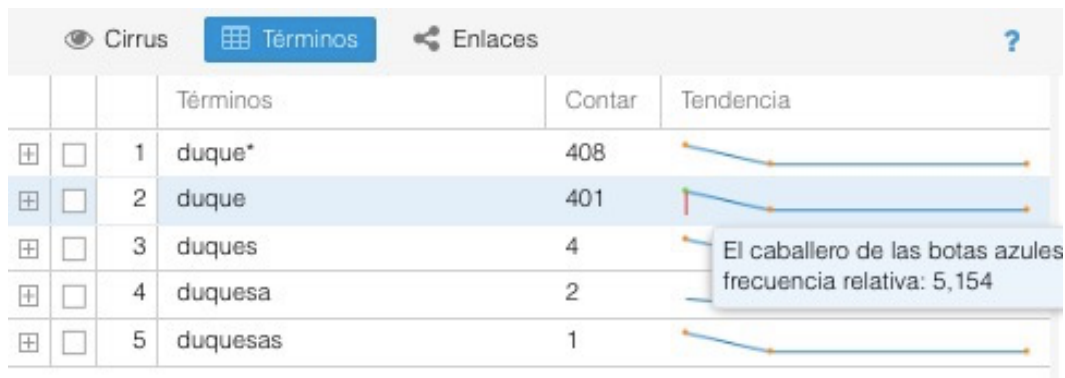 Cirrus Términos Enlaces ?
Términos Contar Tendencia
1 duque* 408
2 duque 401
3 duques 4
El caballero de las botas azules
frecuencia relativa: 5,154
4 duquesa 2
5 duquesas 1